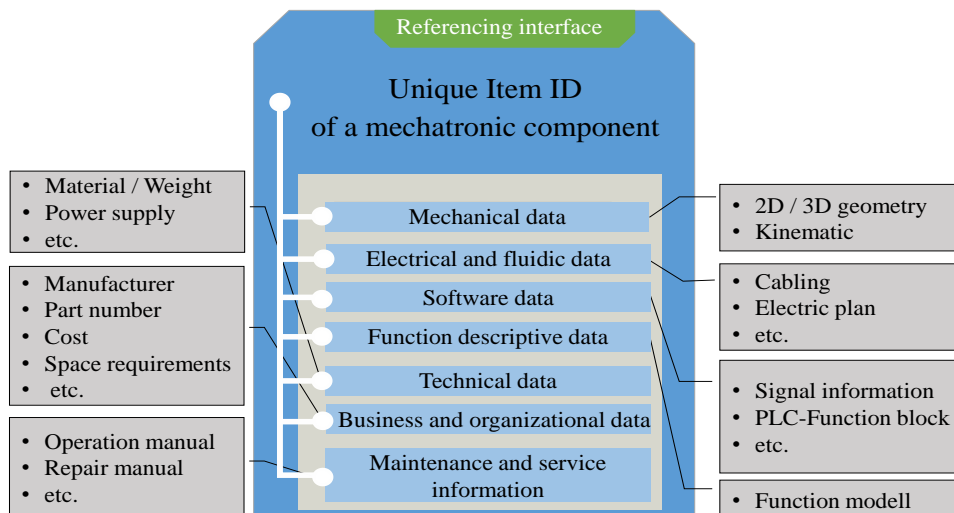 Referencing interface
Unique Item ID
of a mechatronic component
• Material / Weight
• Power supply
• etc.
• Manufacturer
• Part number
• Cost
• Space requirements
• etc.
• Operation manual
• Repair manual
• etc.
Mechanical data
Electrical and fluidic data
Software data
Function descriptive data
Technical data
Business and organizational data
Maintenance and service
information
• 2D / 3D geometry
• Kinematic
• Cabling
• Electric plan
• etc.
• Signal information
• PLC-Function block
• etc.
• Function modell